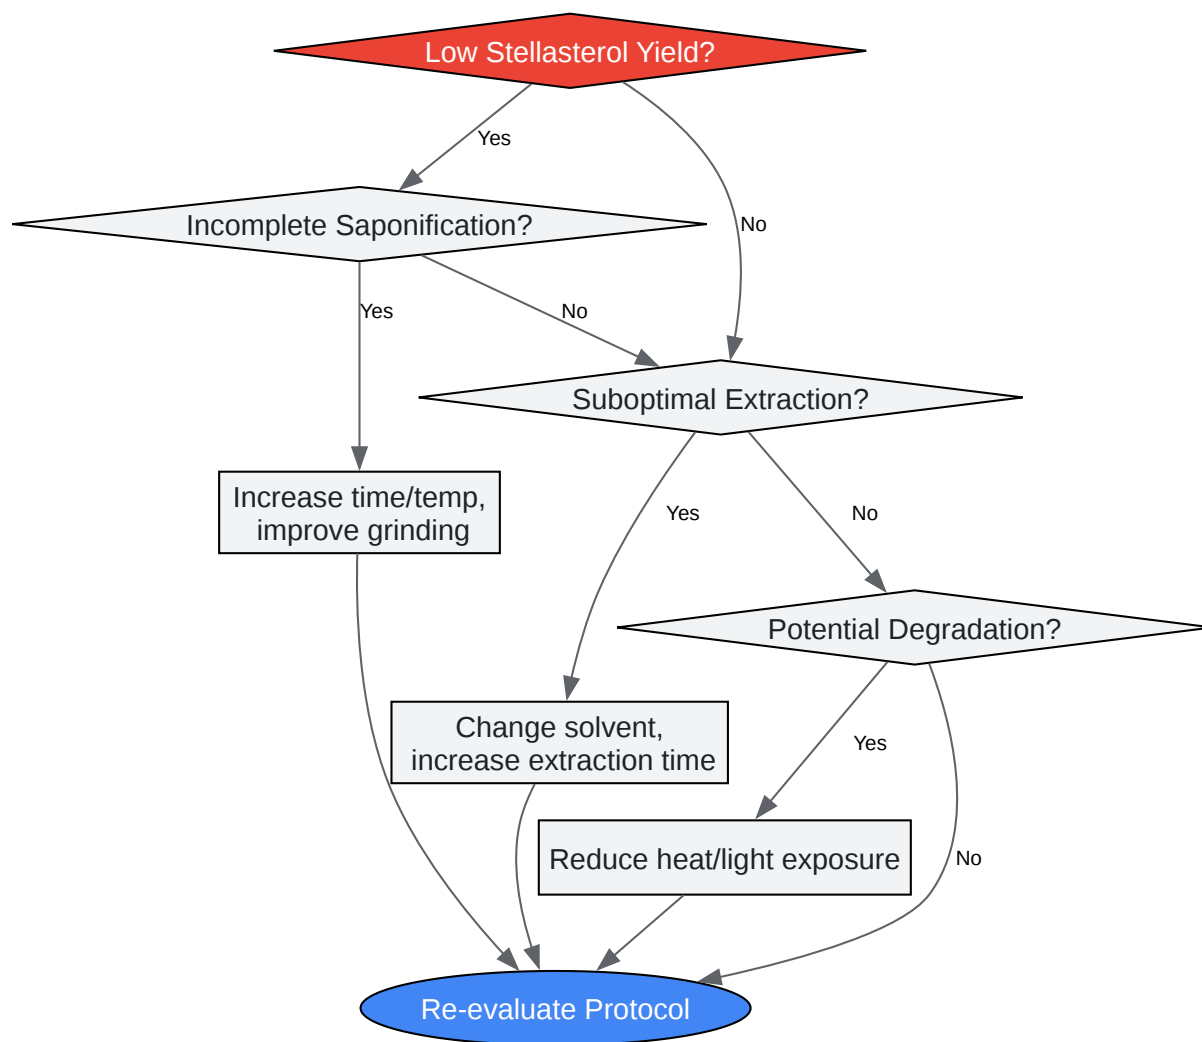 Low Stellasterol Yield?
Yes
No
Incomplete Saponification?
Yes
No
Suboptimal Extraction?
Yes
No
Increase time/temp,
improve grinding
Potential Degradation?
Yes
No
Change solvent,
increase extraction time
Reduce heat/light exposure
Re-evaluate Protocol